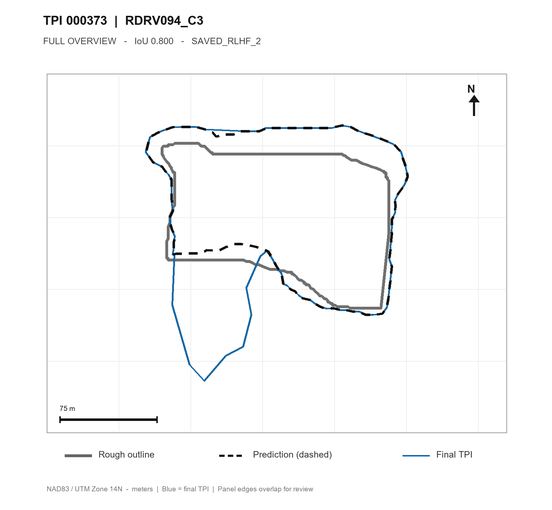 TPI 000373 | RDRV094_C3
FULL OVERVIEW - IoU 0.800 - SAVED_RLHF_2
N
75 m
Rough outline Prediction (dashed) Final TPI
NAD83 / UTM Zone 14N - meters | Blue = final TPI | Panel edges overlap for review